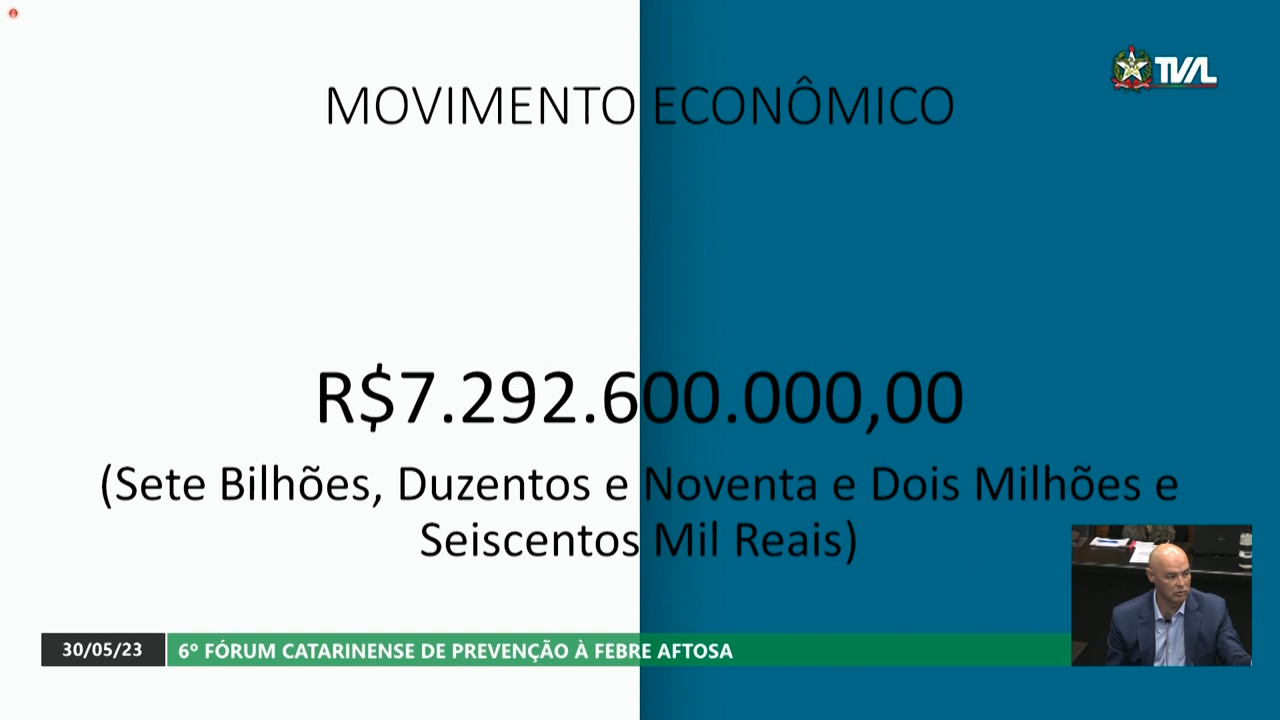 TVAL
MOVIMENTO ECONÔMICO
R$7.292.600.000,00
(Sete Bilhões, Duzentos e Noventa e Dois Milhões e
Seiscentos Mil Reais)
30/05/23
6º FÓRUM CATARINENSE DE PREVENÇÃO À FEBRE AFTOSA